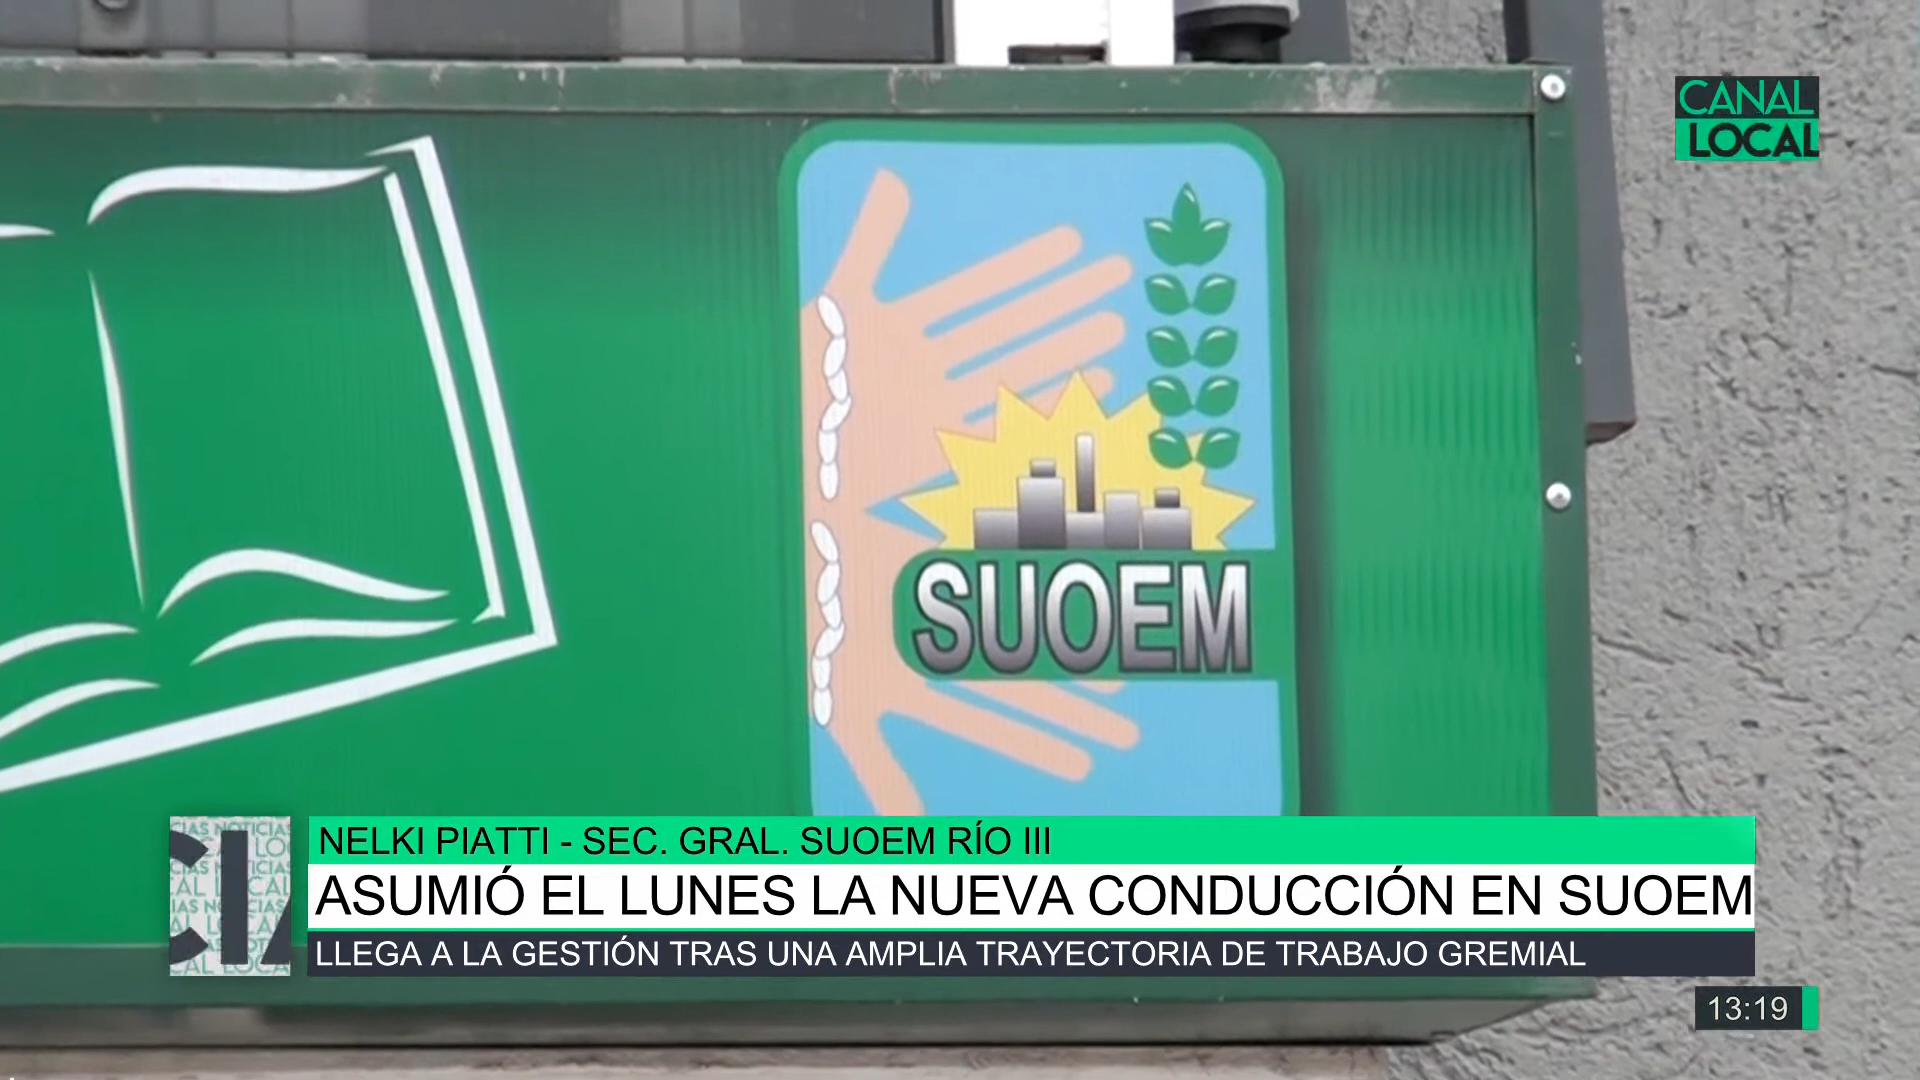 CANAL
LOCAL
SUOEM
NELKI PIATTI - SEC. GRAL. SUOEM RÍO III
ASUMIÓ EL LUNES LA NUEVA CONDUCCIÓN EN SUOEM
LLEGA A LA GESTIÓN TRAS UNA AMPLIA TRAYECTORIA DE TRABAJO GREMIAL
13:19